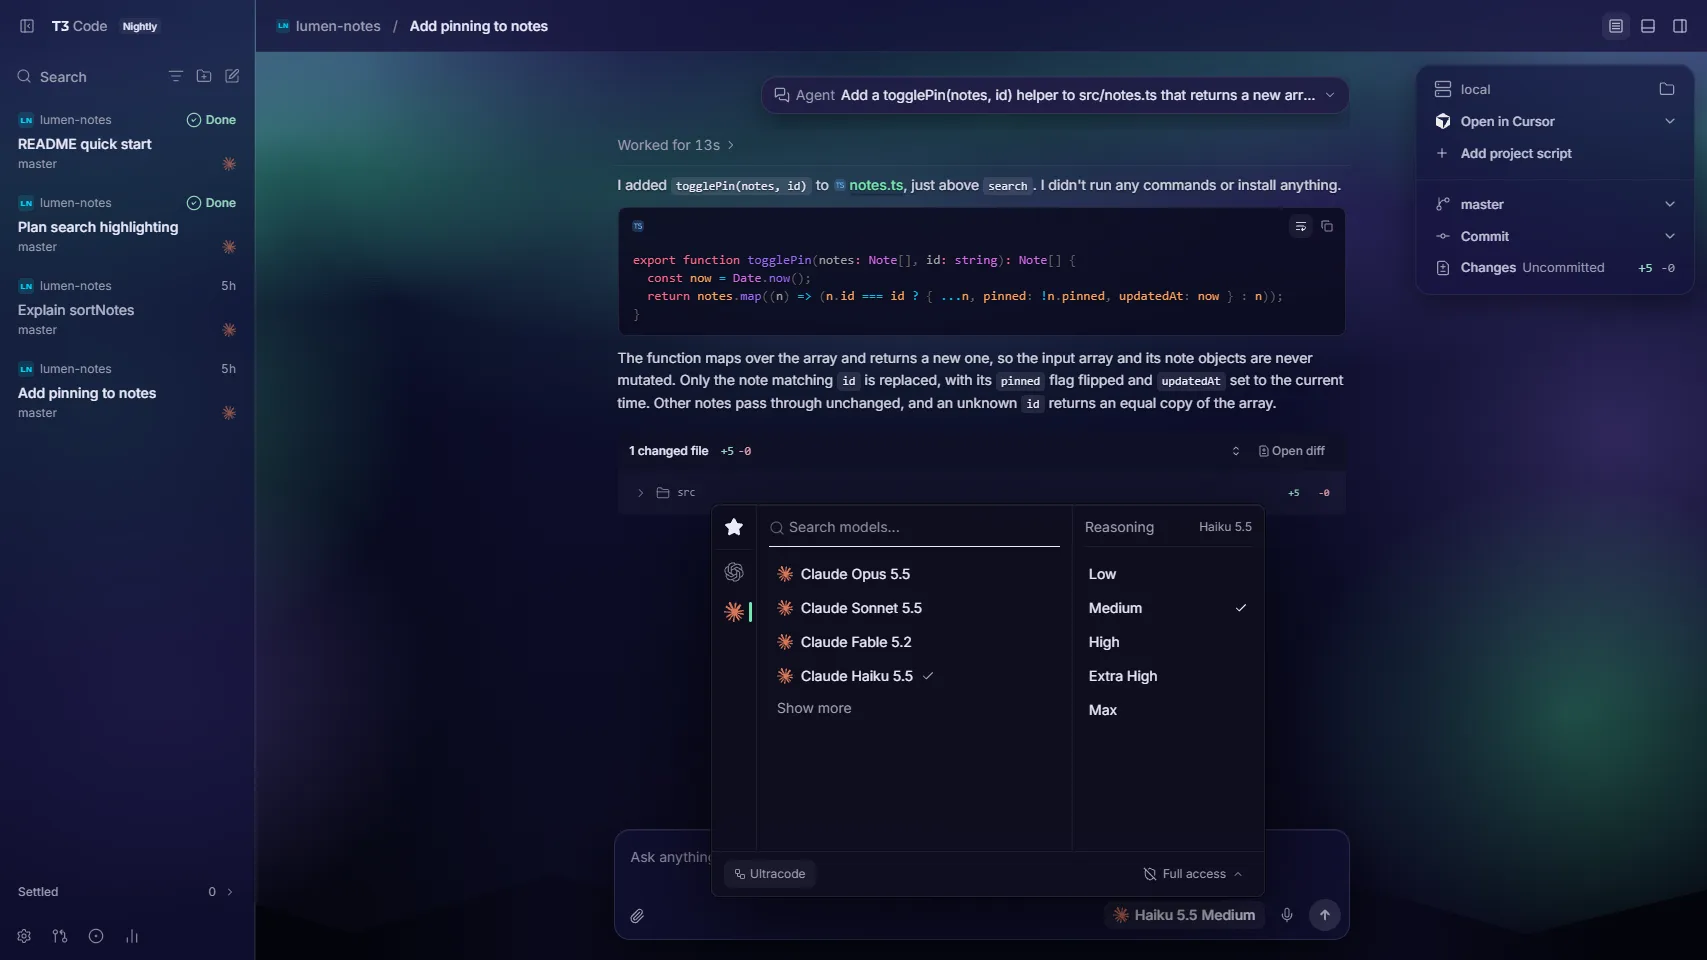 T3 Code Nightly
Search
LN lumen-notes Done
README quick start
master
LN lumen-notes Done
Plan search highlighting
master
LN lumen-notes 5h
Explain sortNotes
master
LN lumen-notes 5h
Add pinning to notes
master
Settled 0
LN lumen-notes / Add pinning to notes
Agent Add a togglePin(notes, id) helper to src/notes.ts that returns a new arr...
Worked for 13s
I added togglePin(notes, id) to TS notes.ts, just above search. I didn't run any commands or install anything.
TS
export function togglePin(notes: Note[], id: string): Note[] {
const now = Date.now();
return notes.map((n) => (n.id === id ? { ...n, pinned: !n.pinned, updatedAt: now } : n));
}
The function maps over the array and returns a new one, so the input array and its note objects are never
mutated. Only the note matching id is replaced, with its pinned flag flipped and updatedAt set to the current
time. Other notes pass through unchanged, and an unknown id returns an equal copy of the array.
1 changed file +5 -0 Open diff
src +5 -0
Search models...
Claude Opus 5.5
Claude Sonnet 5.5
Claude Fable 5.2
Claude Haiku 5.5
Show more
Reasoning Haiku 5.5
Low
Medium
High
Extra High
Max
Ultracode Full access
Ask anything
Haiku 5.5 Medium
local
Open in Cursor
Add project script
master
Commit
Changes Uncommitted +5 -0